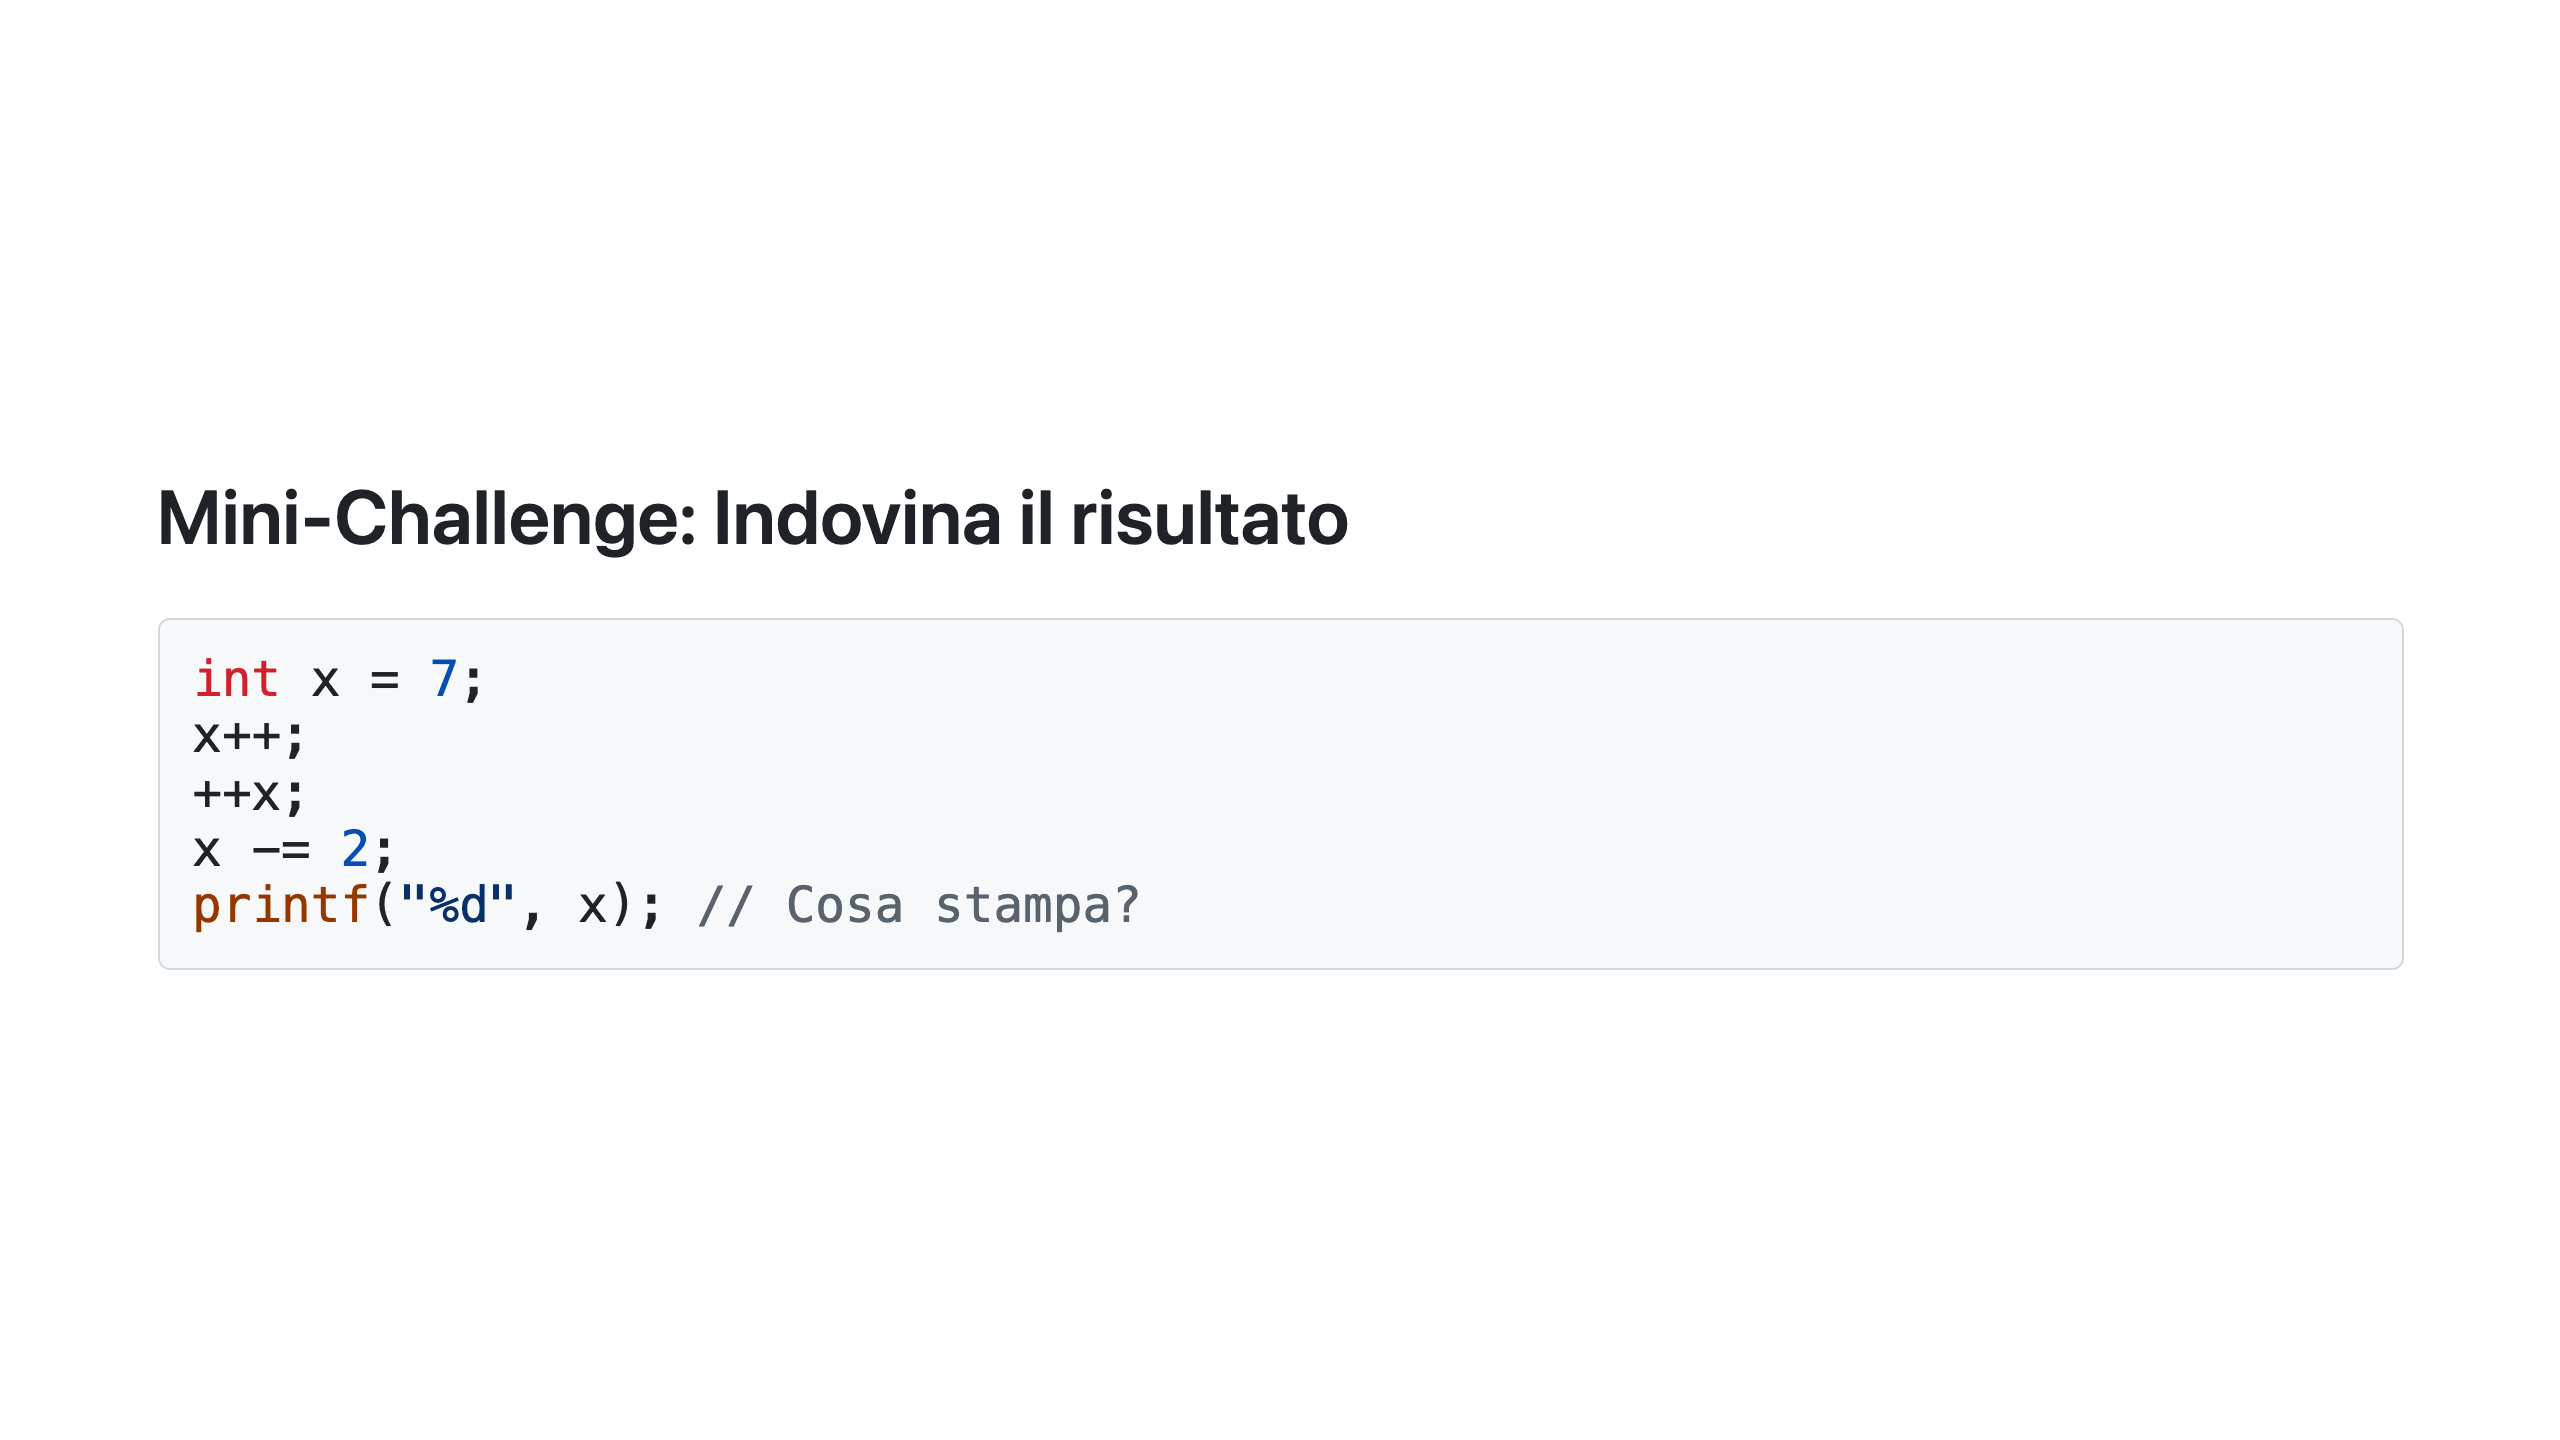 Mini-Challenge: Indovina il risultato
int x = 7;
x++;
++x;
x -= 2;
printf("%d", x); // Cosa stampa?